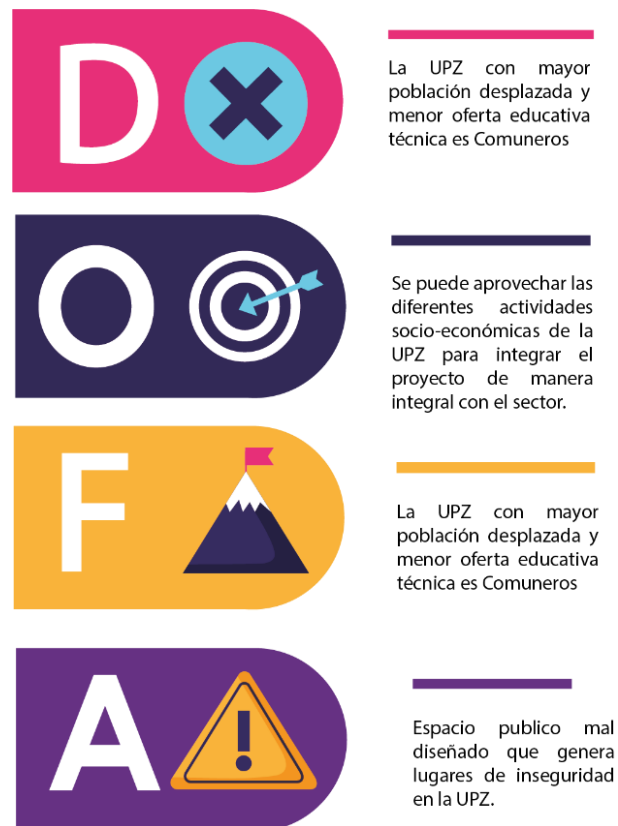 D
La UPZ con mayor
población desplazada y
menor oferta educativa
técnica es Comuneros
O
Se puede aprovechar las
diferentes actividades
socio-económicas de la
UPZ para integrar el
proyecto de manera
integral con el sector.
F
La UPZ con mayor
población desplazada y
menor oferta educativa
técnica es Comuneros
A
!
Espacio publico mal
diseñado que genera
lugares de inseguridad
en la UPZ.